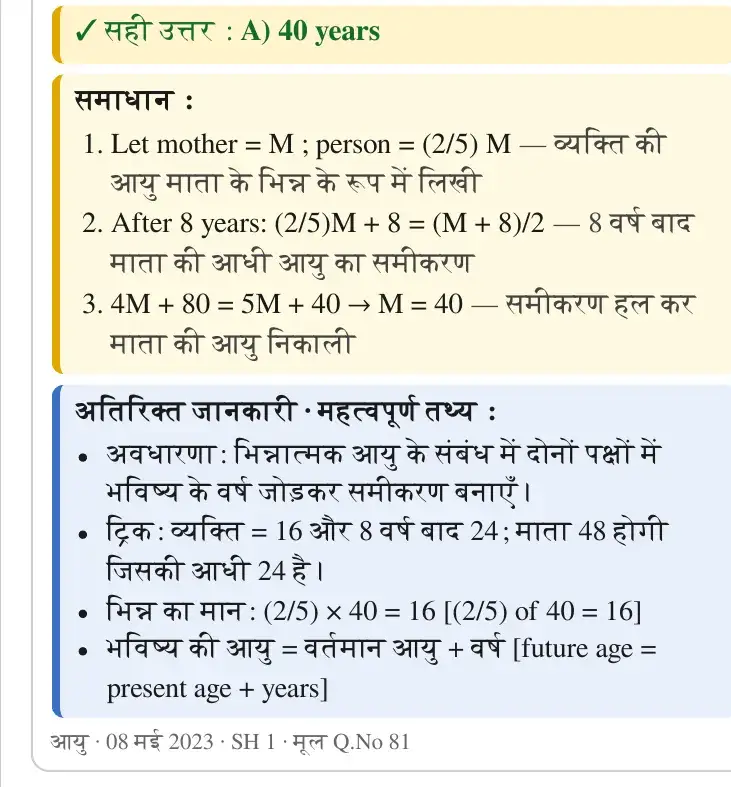 ✓ सही उत्तर : A) 40 years
समाधान :
1. Let mother = M ; person = (2/5) M — व्यक्ति की
आयु माता के भिन्न के रूप में लिखी
2. After 8 years: (2/5)M + 8 = (M + 8)/2 — 8 वर्ष बाद
माता की आधी आयु का समीकरण
3. 4M + 80 = 5M + 40 → M = 40 — समीकरण हल कर
माता की आयु निकाली
अतिरिक्त जानकारी · महत्वपूर्ण तथ्य :
• अवधारणा : भिन्नात्मक आयु के संबंध में दोनों पक्षों में
भविष्य के वर्ष जोड़कर समीकरण बनाएँ।
• ट्रिक : व्यक्ति = 16 और 8 वर्ष बाद 24 ; माता 48 होगी
जिसकी आधी 24 है।
• भिन्न का मान : (2/5) × 40 = 16 [(2/5) of 40 = 16]
• भविष्य की आयु = वर्तमान आयु + वर्ष [future age =
present age + years]
आयु · 08 मई 2023 · SH 1 · मूल Q.No 81